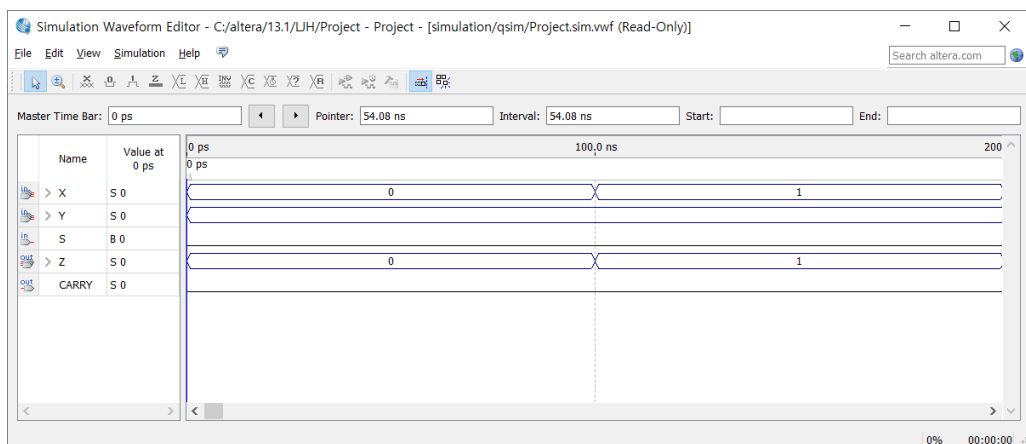 Simulation Waveform Editor - C:/altera/13.1/LJH/Project - Project - [simulation/qsim/Project.sim.vwf (Read-Only)]
File Edit View Simulation Help
Search altera.com
Master Time Bar: 0 ps Pointer: 54.08 ns Interval: 54.08 ns Start: End:
Name Value at 0 ps
0 ps 100.0 ns 200
0 ps
X S 0 0 1
Y S 0
S B 0
Z S 0 0 1
CARRY S 0
0% 00:00:00